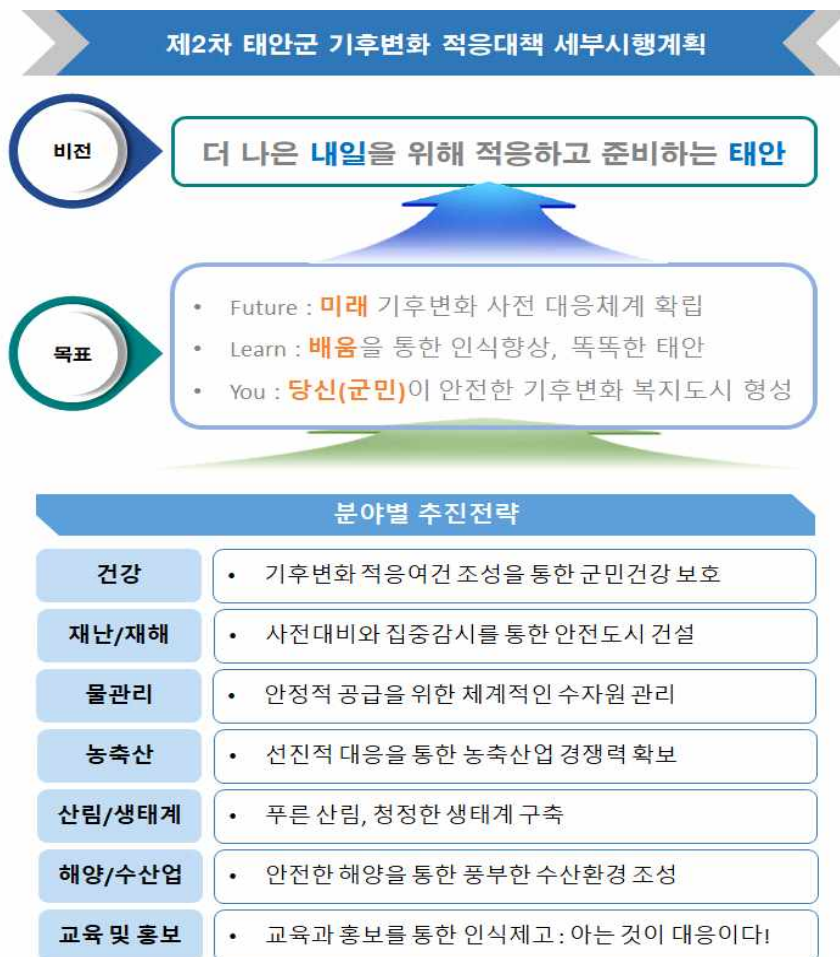 제2차 태안군 기후변화 적응대책 세부시행계획
비전
더 나은 내일을 위해 적응하고 준비하는 태안
목표
• Future : 미래 기후변화 사전 대응체계 확립
• Learn : 배움을 통한 인식향상, 똑똑한 태안
• You : 당신(군민)이 안전한 기후변화 복지도시 형성
분야별 추진전략
건강
• 기후변화 적응여건 조성을 통한 군민건강 보호
재난/재해
• 사전대비와 집중감시를 통한 안전도시 건설
물관리
• 안정적 공급을 위한 체계적인 수자원 관리
농축산
• 선진적 대응을 통한 농축산업 경쟁력 확보
산림/생태계
• 푸른 산림, 청정한 생태계 구축
해양/수산업
• 안전한 해양을 통한 풍부한 수산환경 조성
교육 및 홍보
• 교육과 홍보를 통한 인식제고 : 아는 것이 대응이다!